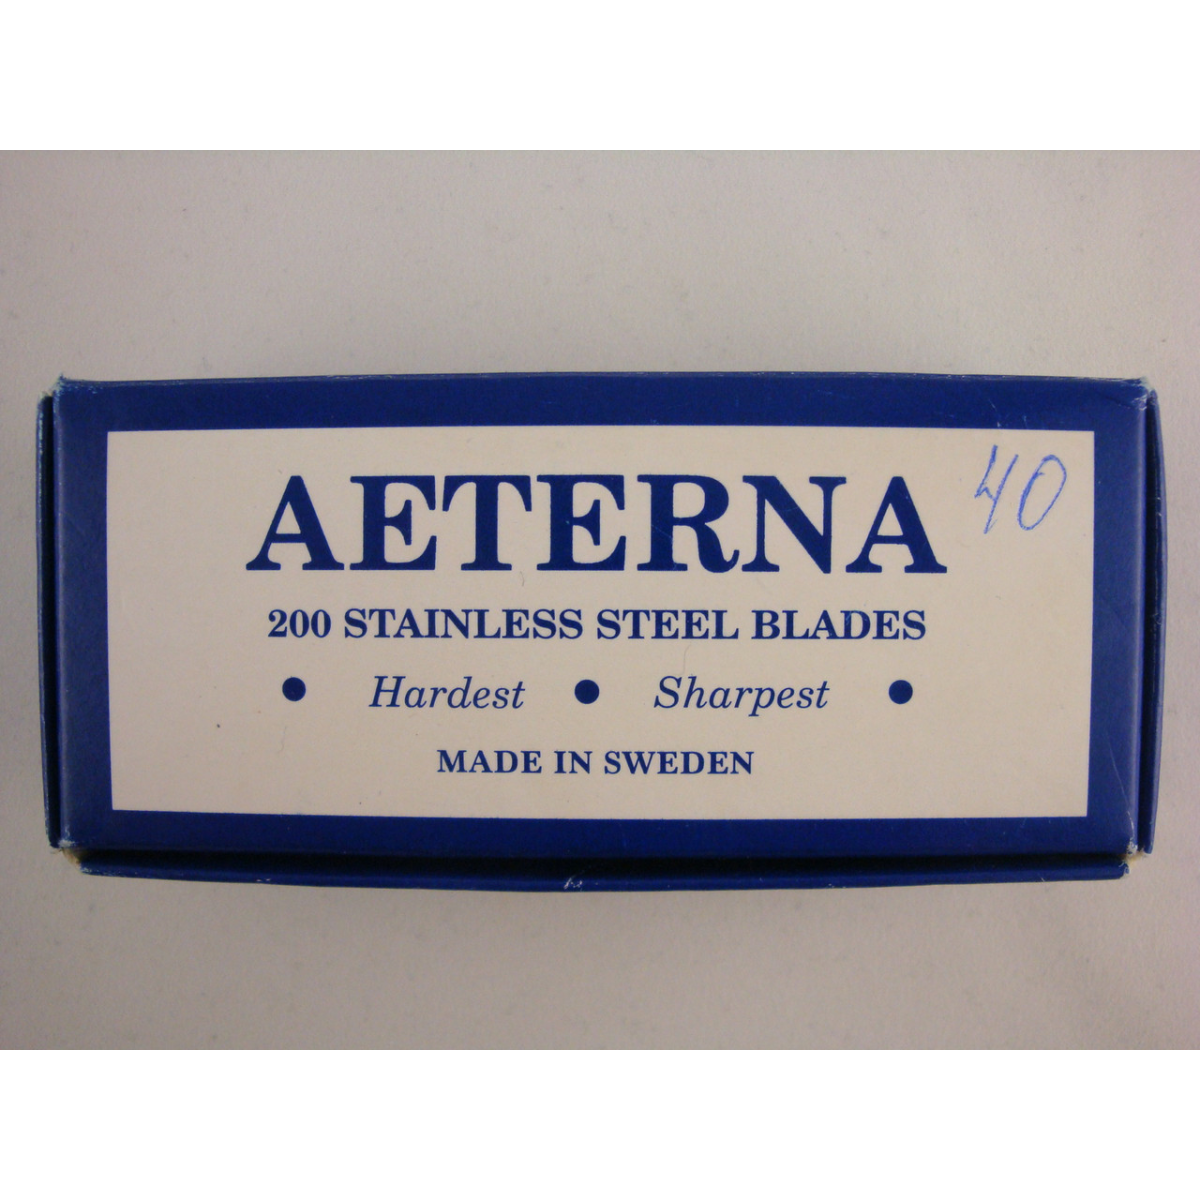 AETERNA
40
200 STAINLESS STEEL BLADES
• Hardest • Sharpest •
MADE IN SWEDEN